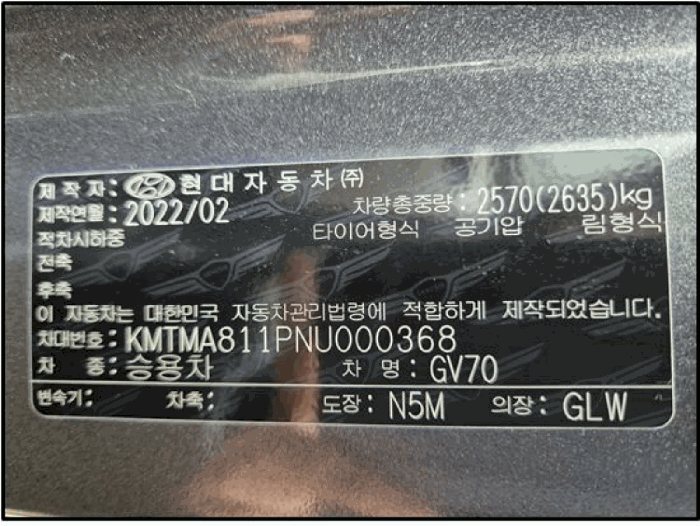 제 작 자: 현대자동차(주)
제작연월: 2022/02 차량총중량: 2570(2635)kg
적차시하중 타이어형식 공기압 림형식
전축
후축
이 자동차는 대한민국 자동차관리법령에 적합하게 제작되었습니다.
차대번호: KMTMA811PNU000368
차 종: 승용차 차 명: GV70
변속기: 차축: 도장: N5M 의장: GLW